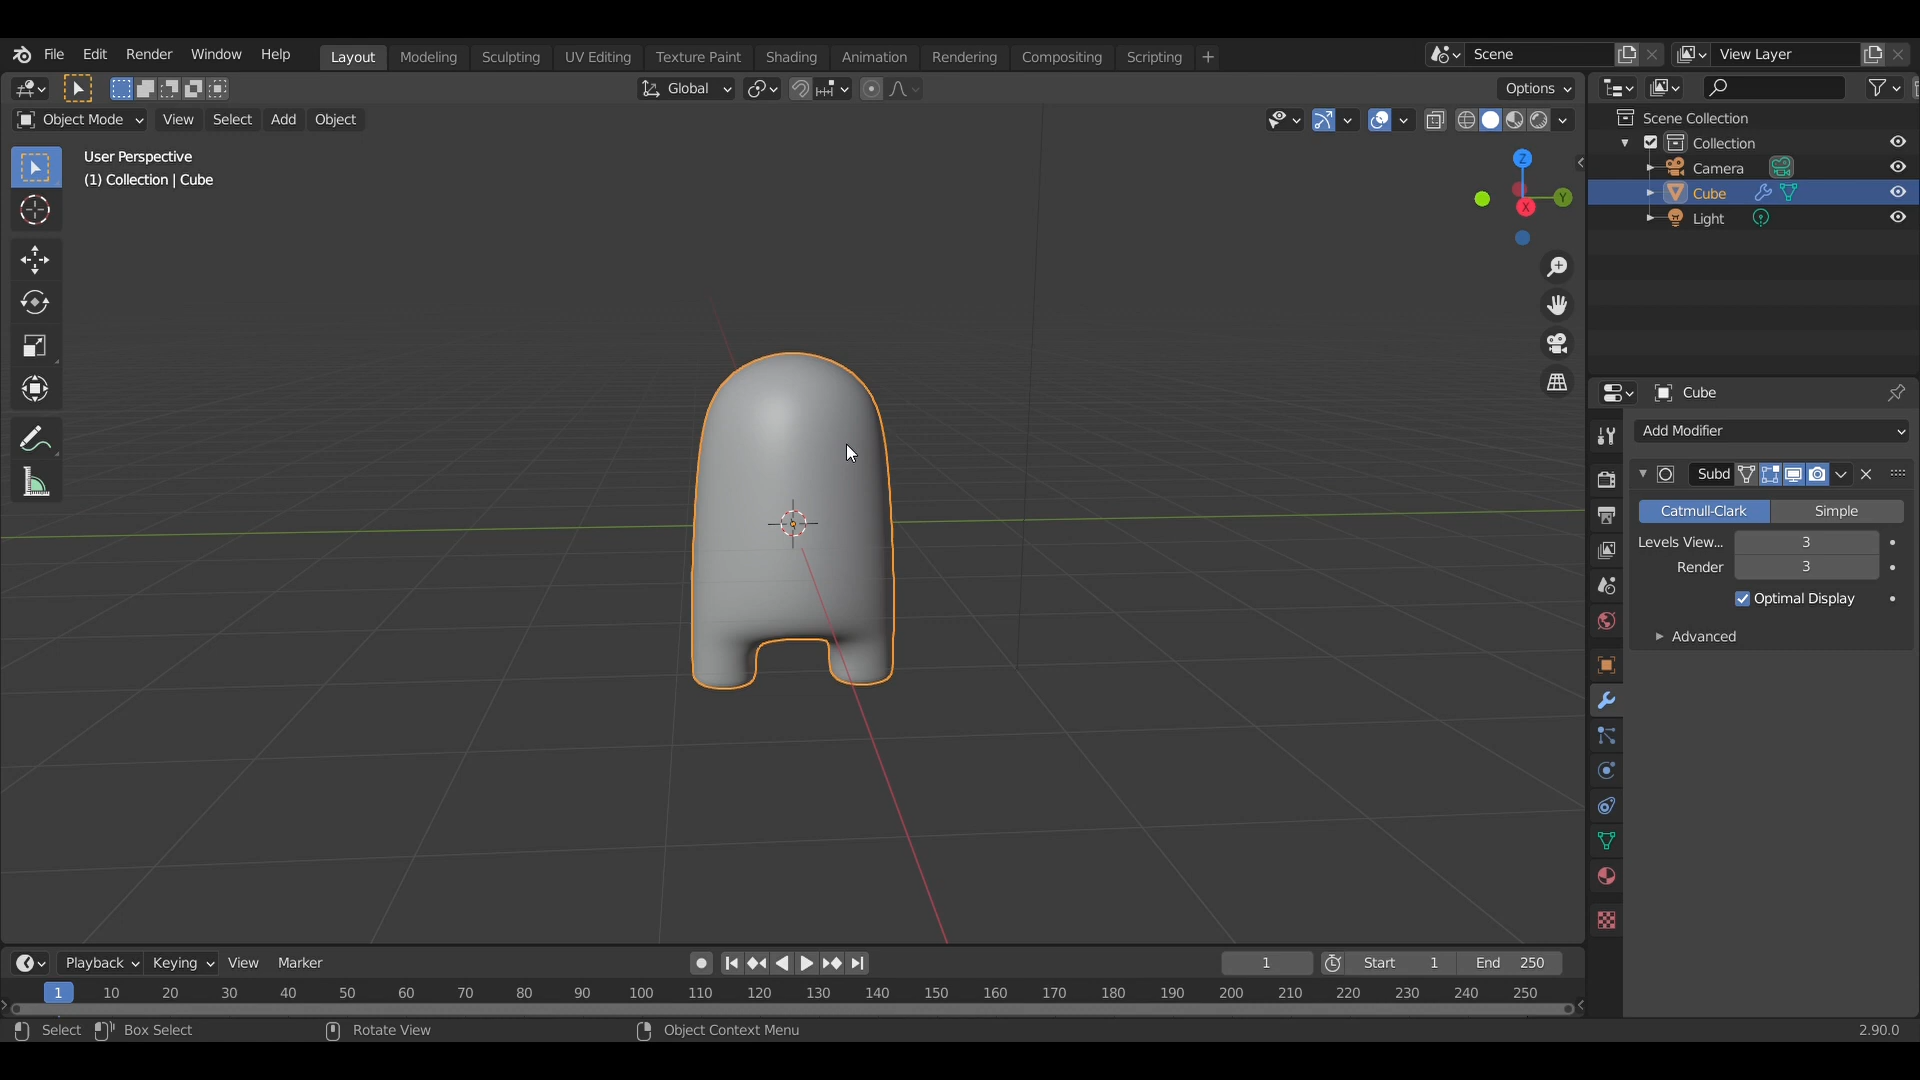 File Edit Render Window Help Layout Modeling Sculpting UV Editing Texture Paint Shading Animation Rendering Compositing Scripting + Scene View Layer
Global Options
Object Mode View Select Add Object
User Perspective
(1) Collection | Cube
Z
Y
X
Scene Collection
Collection
Camera
Cube
Light
Cube
Add Modifier
Subd
Catmull-Clark Simple
Levels View... 3
Render 3
Optimal Display
Advanced
Playback Keying View Marker 1 Start 1 End 250
1 10 20 30 40 50 60 70 80 90 100 110 120 130 140 150 160 170 180 190 200 210 220 230 240 250
Select Box Select Rotate View Object Context Menu 2.90.0